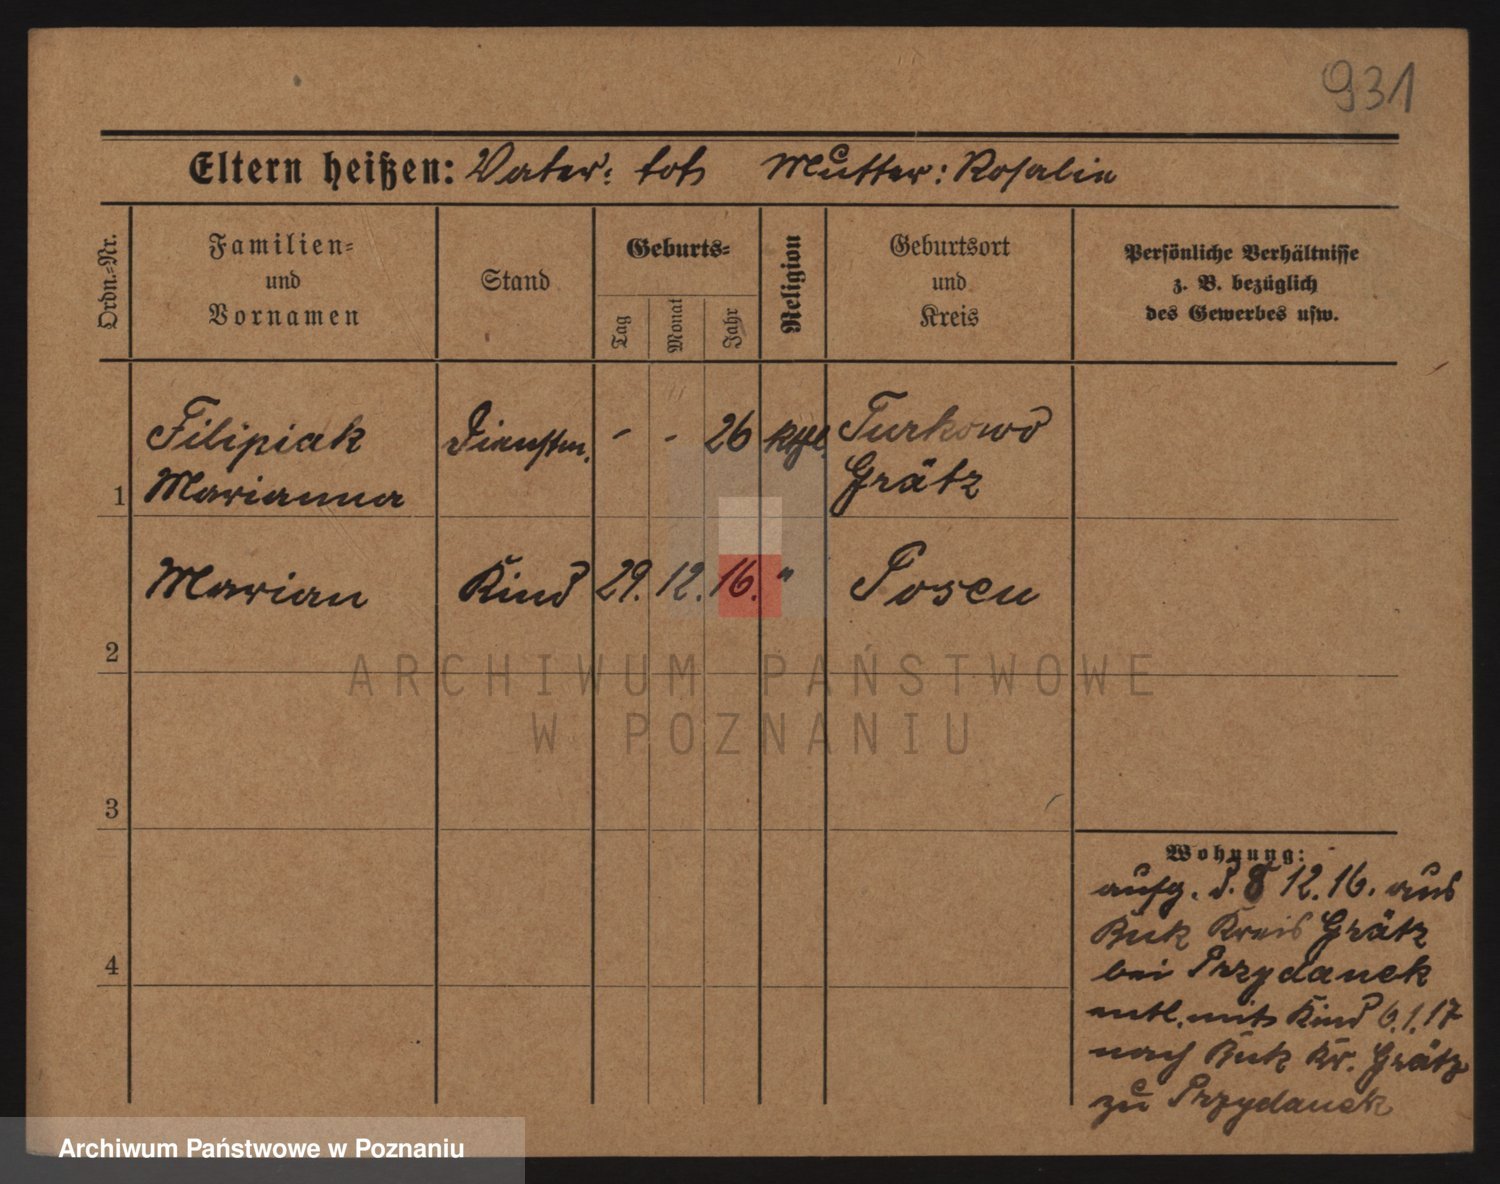 931
Eltern heißen: Vater: tot Mutter: Rosalie
Ordn.=Nr.
Familien=
und
Vornamen
Stand
Geburts=
Tag
Monat
Jahr
Religion
Geburtsort
und
Kreis
Persönliche Verhältnisse
z. B. bezüglich
des Gewerbes usw.
1
Filipiak
Marianna
Dienstm.
- - 26
kath.
Turkowo
Grätz
2
Marian
Kind
29. 12. 16. "
Posen
3
4
Wohnung:
aufg. d. 8 12. 16. aus
Buk Kreis Grätz
bei Przydanek
entl. mit Kind 6. 1. 17
nach Buk Kr. Grätz
zu Przydanek
ARCHIWUM PAŃSTWOWE
W POZNANIU
Archiwum Państwowe w Poznaniu